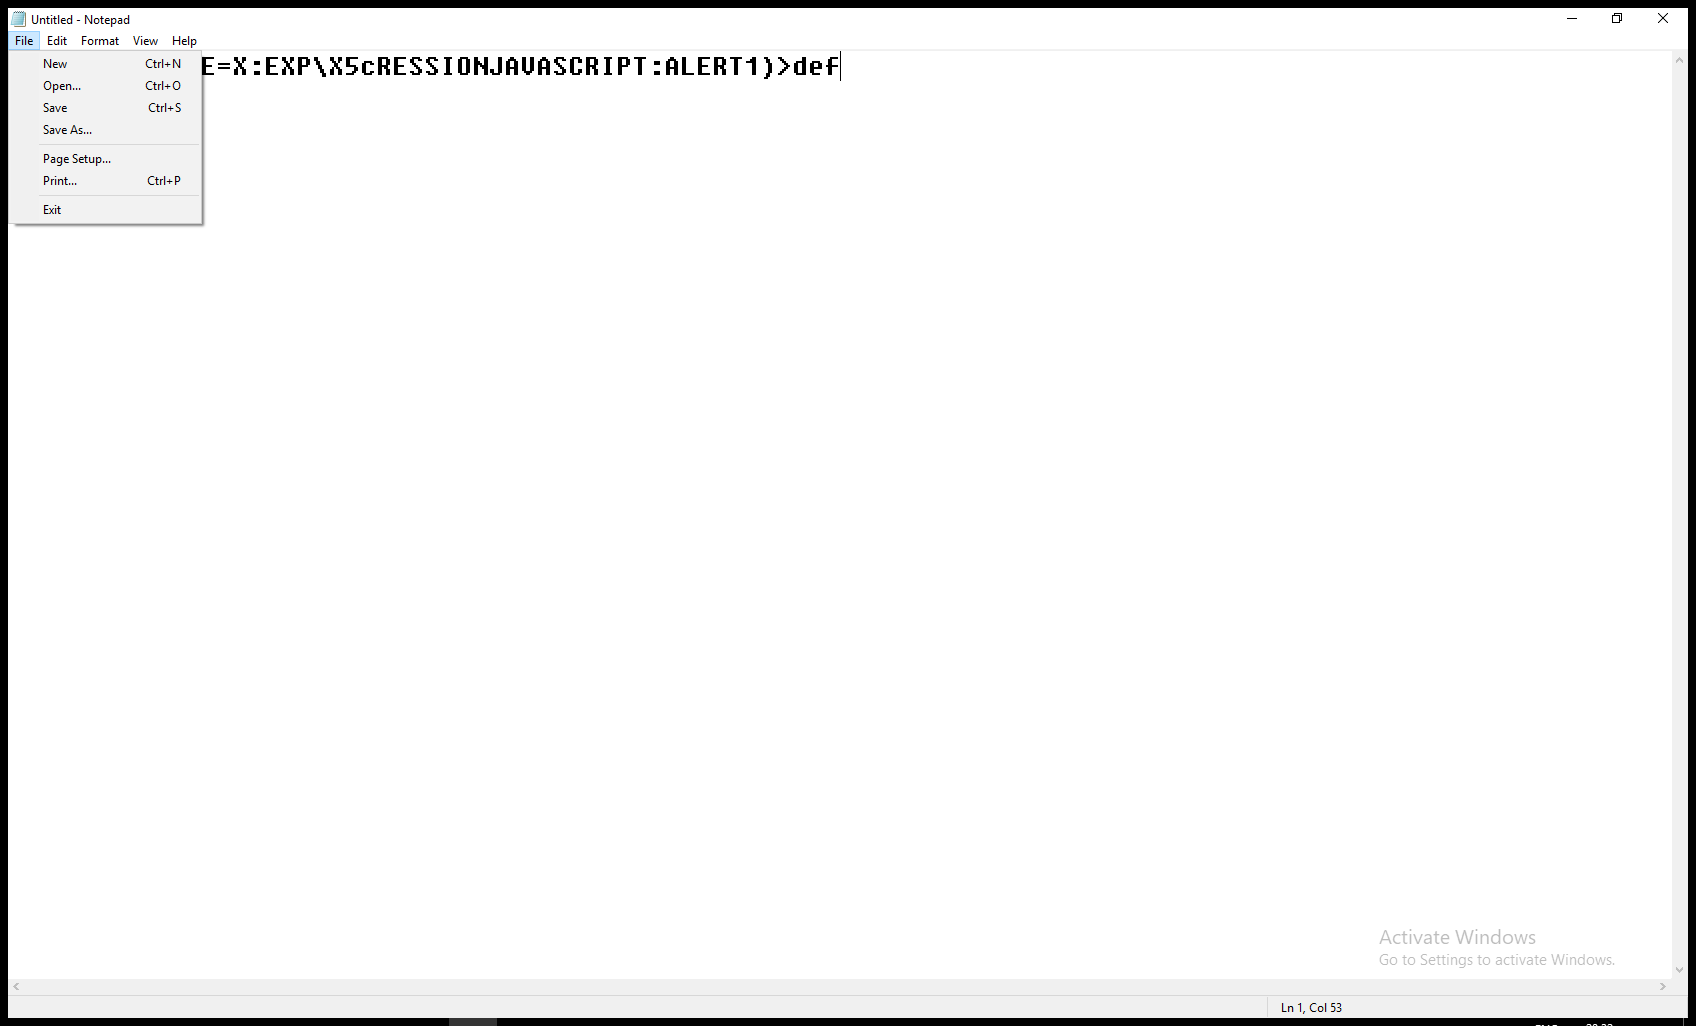 Untitled - Notepad
File Edit Format View Help
E=X:EXP\X5cRESSIONJAVASCRIPT:ALERT1)>def
New Ctrl+N
Open... Ctrl+O
Save Ctrl+S
Save As...
Page Setup...
Print... Ctrl+P
Exit
Activate Windows
Go to Settings to activate Windows.
Ln 1, Col 53